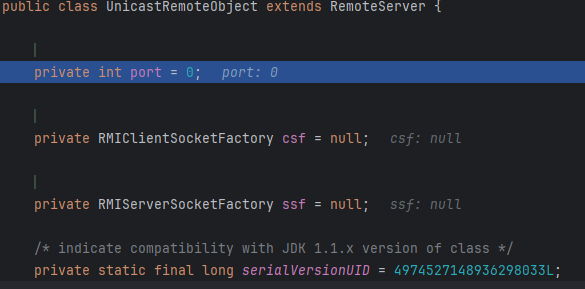 public class UnicastRemoteObject extends RemoteServer {
private int port = 0; port: 0
private RMIClientSocketFactory csf = null; csf: null
private RMIServerSocketFactory ssf = null; ssf: null
/* indicate compatibility with JDK 1.1.x version of class */
private static final long serialVersionUID = 4974527148936298033L;